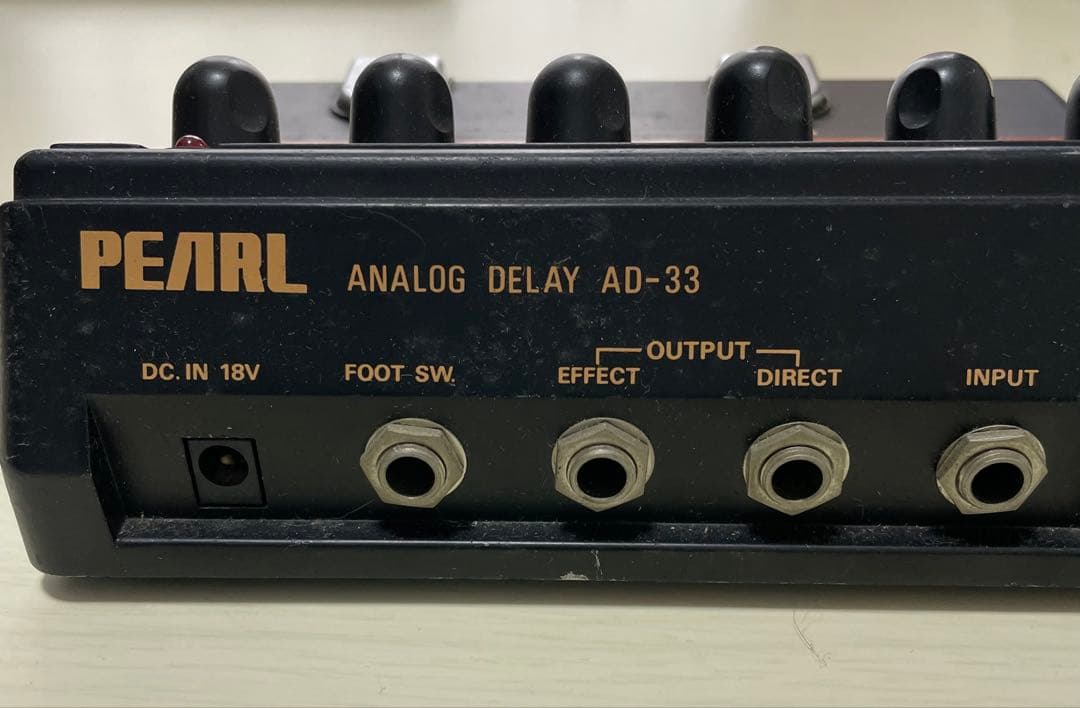 PEARL ANALOG DELAY AD-33
OUTPUT
DC. IN 18V FOOT SW. EFFECT DIRECT INPUT